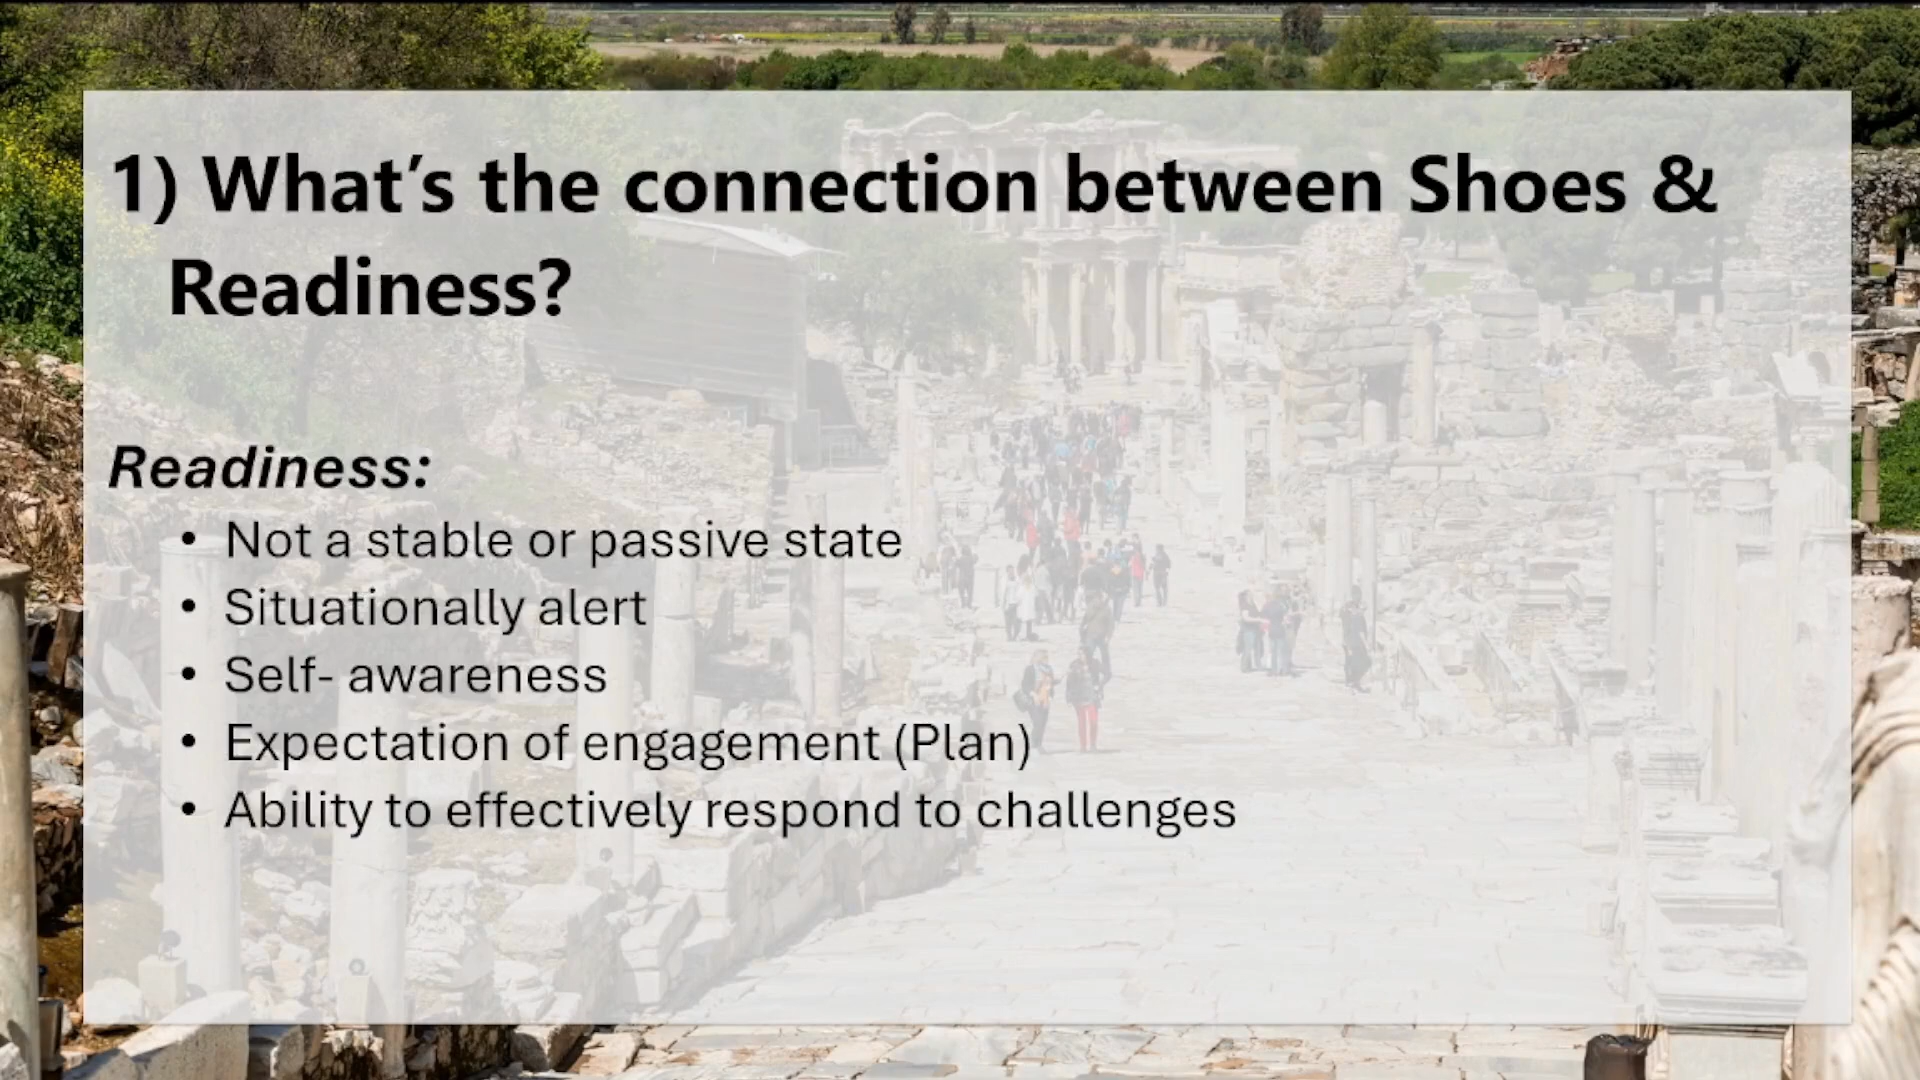 1) What’s the connection between Shoes &
Readiness?
Readiness:
• Not a stable or passive state
• Situationally alert
• Self- awareness
• Expectation of engagement (Plan)
• Ability to effectively respond to challenges